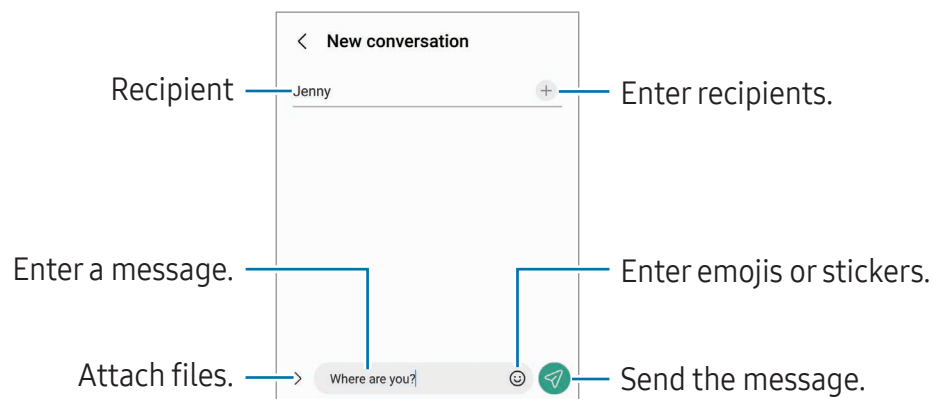 New conversation
Recipient
Jenny
Enter recipients.
Enter a message.
Enter emojis or stickers.
Attach files.
Where are you?
Send the message.